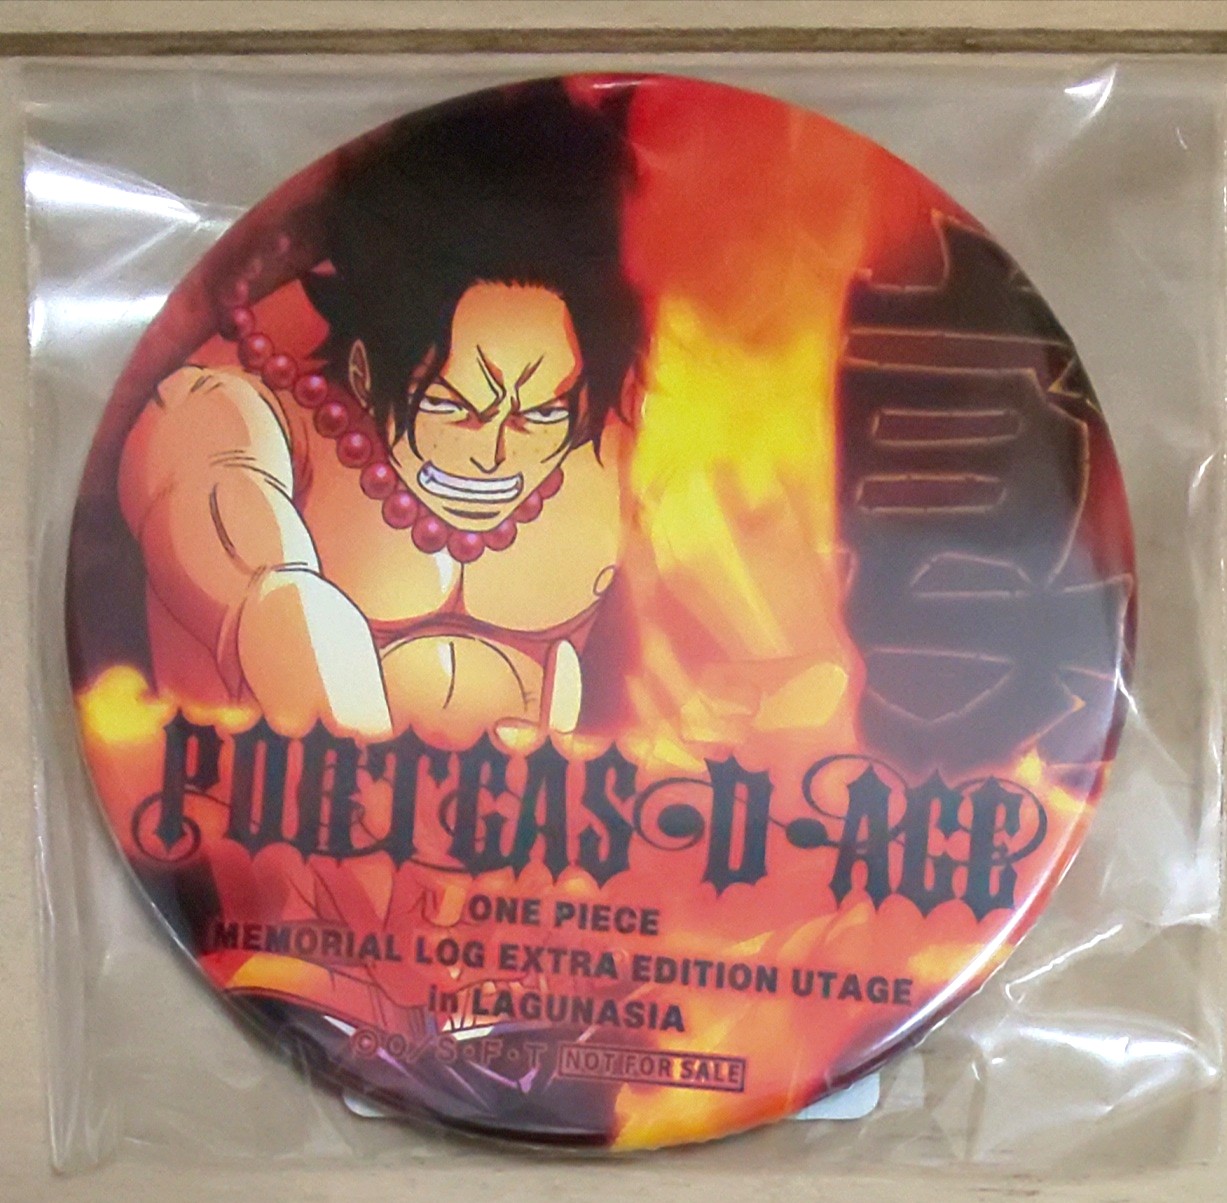 PORTGAS・D・ACE
ONE PIECE
MEMORIAL LOG EXTRA EDITION UTAGE
in LAGUNASIA
©O/S・F・T NOT FOR SALE